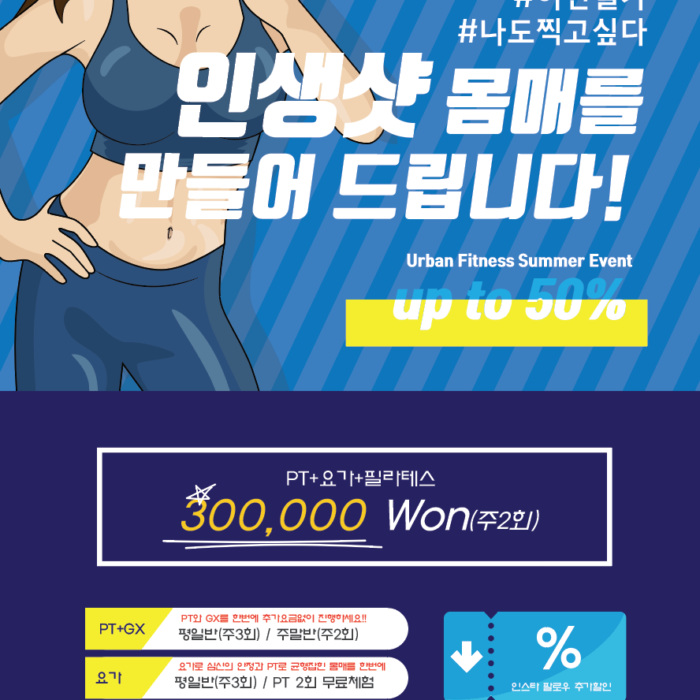 #나도찍고싶다
인생샷 몸매를
만들어 드립니다!
Urban Fitness Summer Event
up to 50%
PT+요가+필라테스
300,000 Won(주2회)
PT+GX
PT와 GX를 한번에 추가요금없이 진행하세요!!
평일반(주3회) / 주말반(주2회)
요가
요가로 심신의 안정과 PT로 균형잡힌 몸매를 한번에
평일반(주3회) / PT 2회 무료체험
%
인스타 팔로우 추가할인